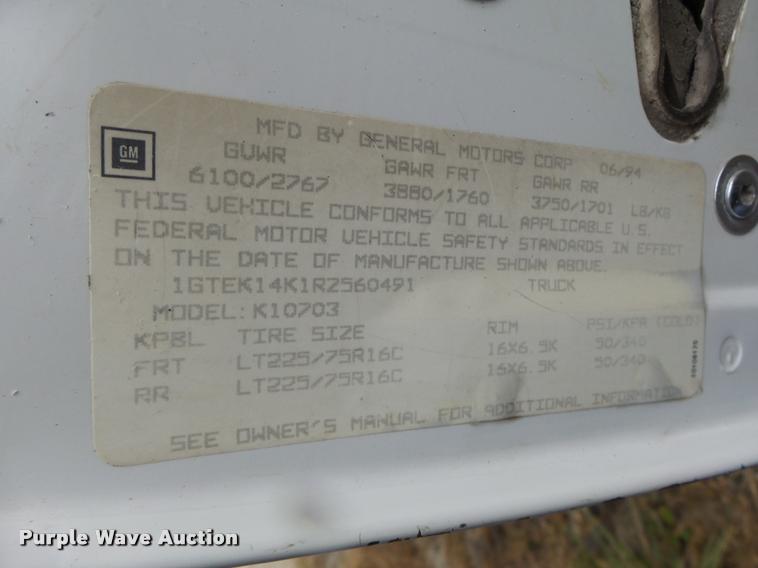 GM
MFD BY GENERAL MOTORS CORP 06/94
GVWR GAWR FRT GAWR RR
6100/2767 3880/1760 3750/1701 LB/KG
THIS VEHICLE CONFORMS TO ALL APPLICABLE U.S.
FEDERAL MOTOR VEHICLE SAFETY STANDARDS IN EFFECT
ON THE DATE OF MANUFACTURE SHOWN ABOVE.
1GTEK14K1R2560491 TRUCK
MODEL: K10703
KPBL TIRE SIZE RIM PSI/KPA (COLD)
FRT LT225/75R16C 16X6.5K 50/340
RR LT225/75R16C 16X6.5K 50/340
SEE OWNER'S MANUAL FOR ADDITIONAL INFORMATION
Purple Wave Auction